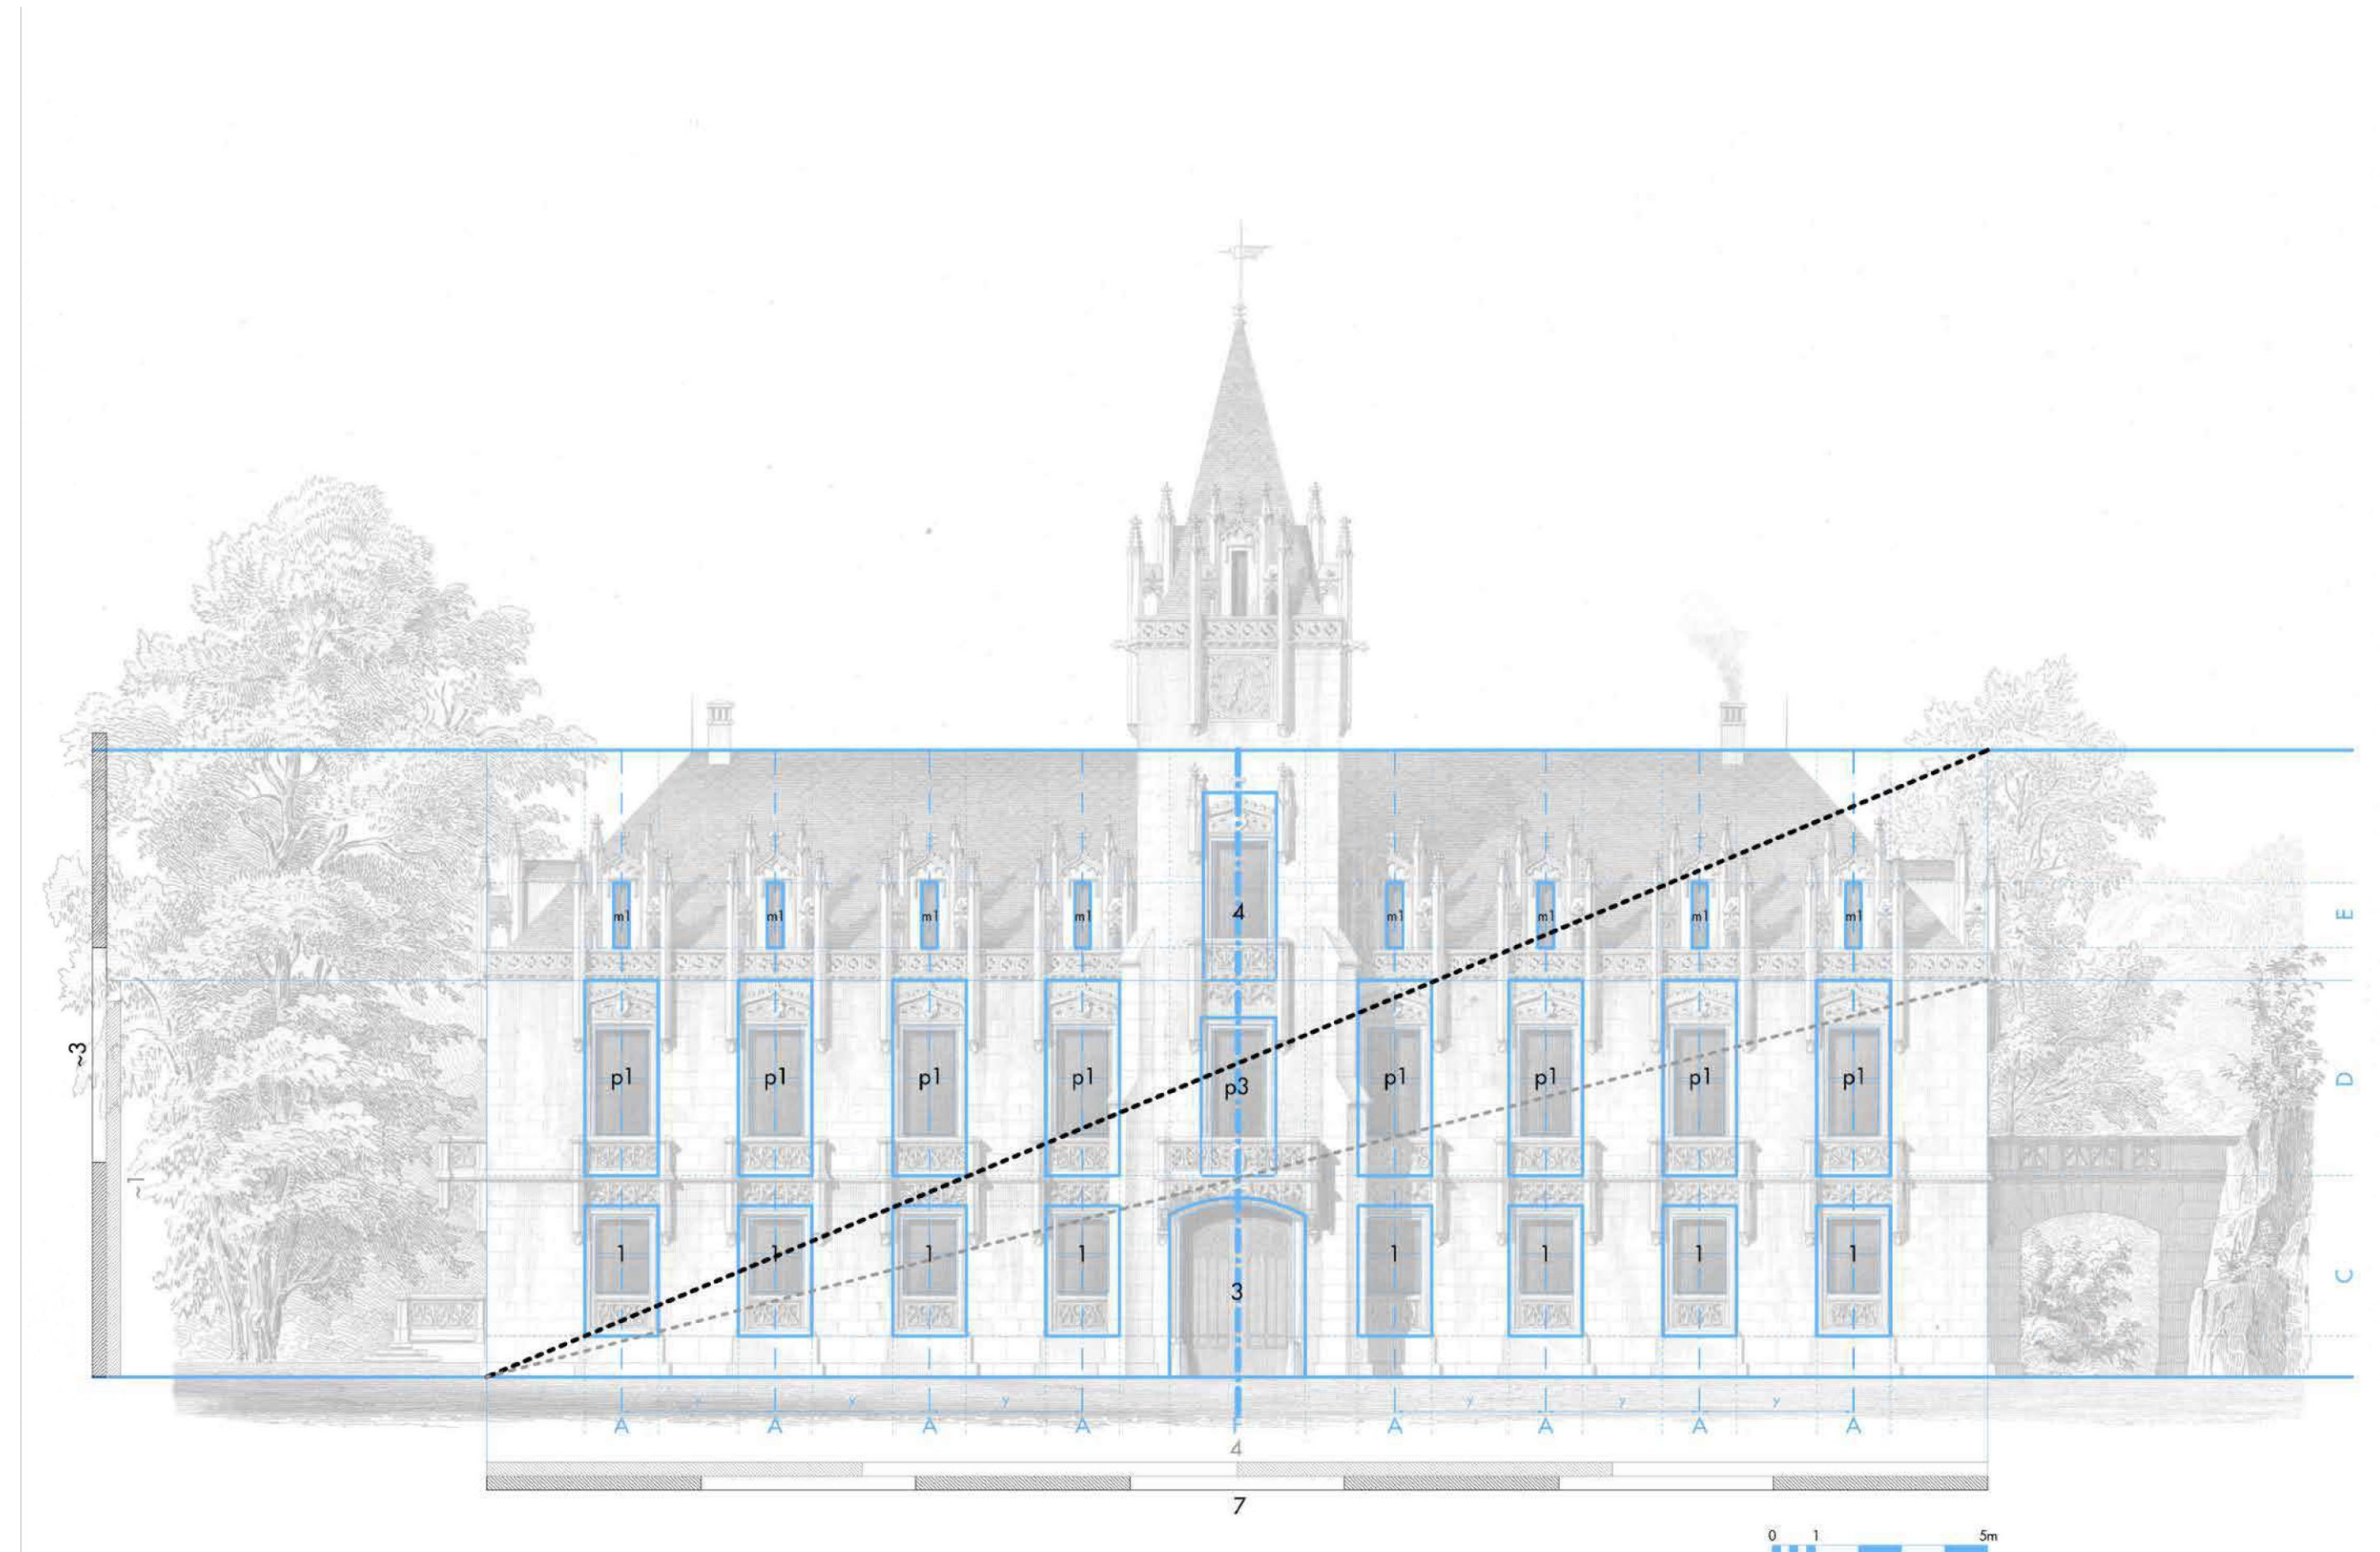 m1 m1 m1 m1 4 m1 m1 m1 m1 E
~3 p1 p1 p1 p1 p3 p1 p1 p1 p1 D
~1
1 1 1 1 3 1 1 1 1 C
y y y y y y
A A A A F A A A A
4
7
0 1 5m